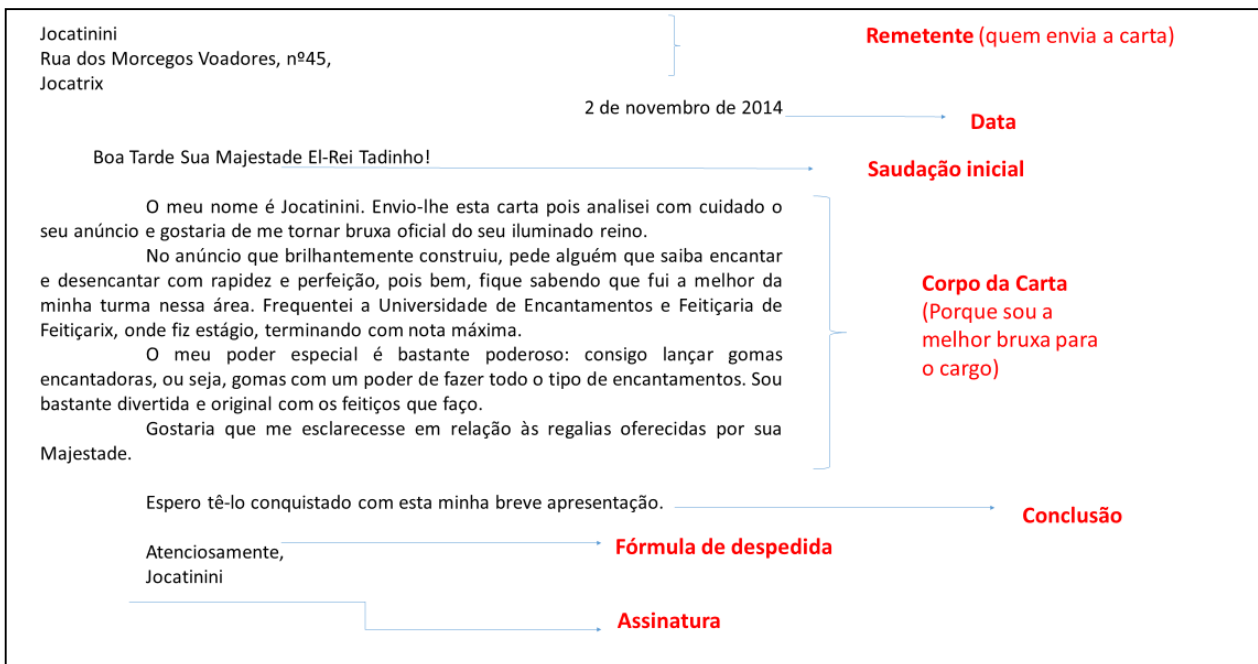 Jocatinini
Remetente (quem envia a carta)
Rua dos Morcegos Voadores, nº45,
Jocatrix
2 de novembro de 2014
Data
Boa Tarde Sua Majestade El-Rei Tadinho!
Saudação inicial
O meu nome é Jocatinini. Envio-lhe esta carta pois analisei com cuidado o
seu anúncio e gostaria de me tornar bruxa oficial do seu iluminado reino.
No anúncio que brilhantemente construiu, pede alguém que saiba encantar
e desencantar com rapidez e perfeição, pois bem, fique sabendo que fui a melhor da
minha turma nessa área. Frequentei a Universidade de Encantamentos e Feitiçaria de
Feitiçarix, onde fiz estágio, terminando com nota máxima.
O meu poder especial é bastante poderoso: consigo lançar gomas
encantadoras, ou seja, gomas com um poder de fazer todo o tipo de encantamentos. Sou
bastante divertida e original com os feitiços que faço.
Gostaria que me esclarecesse em relação às regalias oferecidas por sua
Majestade.
Corpo da Carta
(Porque sou a
melhor bruxa para
o cargo)
Espero tê-lo conquistado com esta minha breve apresentação.
Conclusão
Atenciosamente,
Fórmula de despedida
Jocatinini
Assinatura